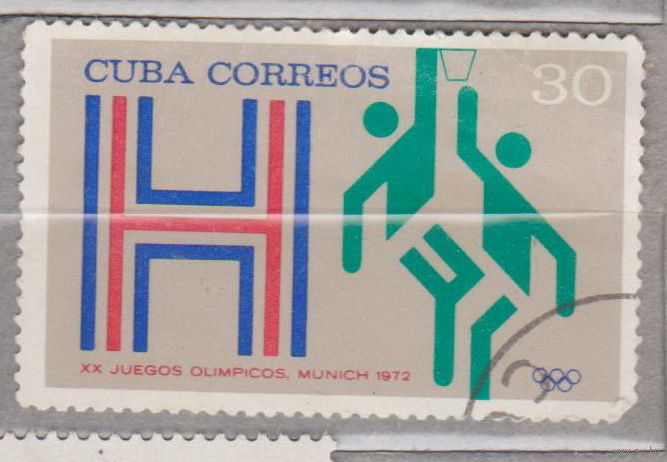 CUBA CORREOS
30
H
XX JUEGOS OLIMPICOS, MUNICH 1972